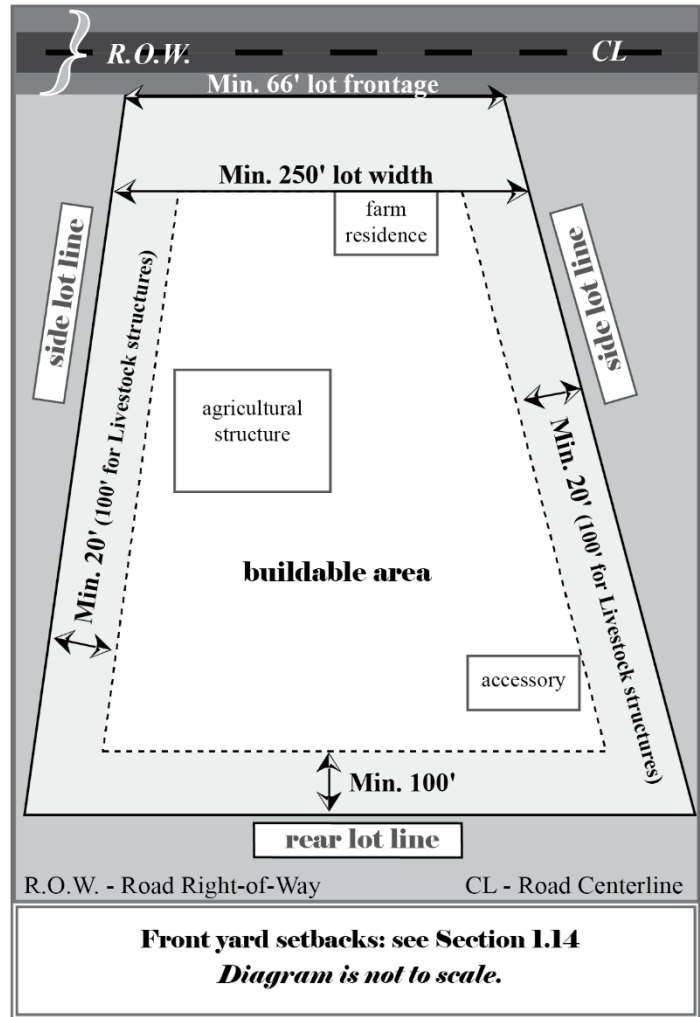 R.O.W.
CL
Min. 66' lot frontage
Min. 250' lot width
farm
residence
side lot line
side lot line
agricultural
structure
Min. 20' (100' for Livestock structures)
Min. 20' (100' for Livestock structures)
buildable area
accessory
Min. 100'
rear lot line
R.O.W. - Road Right-of-Way
CL - Road Centerline
Front yard setbacks: see Section 1.14
Diagram is not to scale.